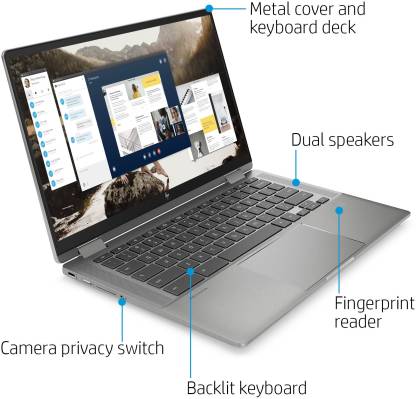 Metal cover and
keyboard deck
Dual speakers
Fingerprint
reader
Camera privacy switch
Backlit keyboard